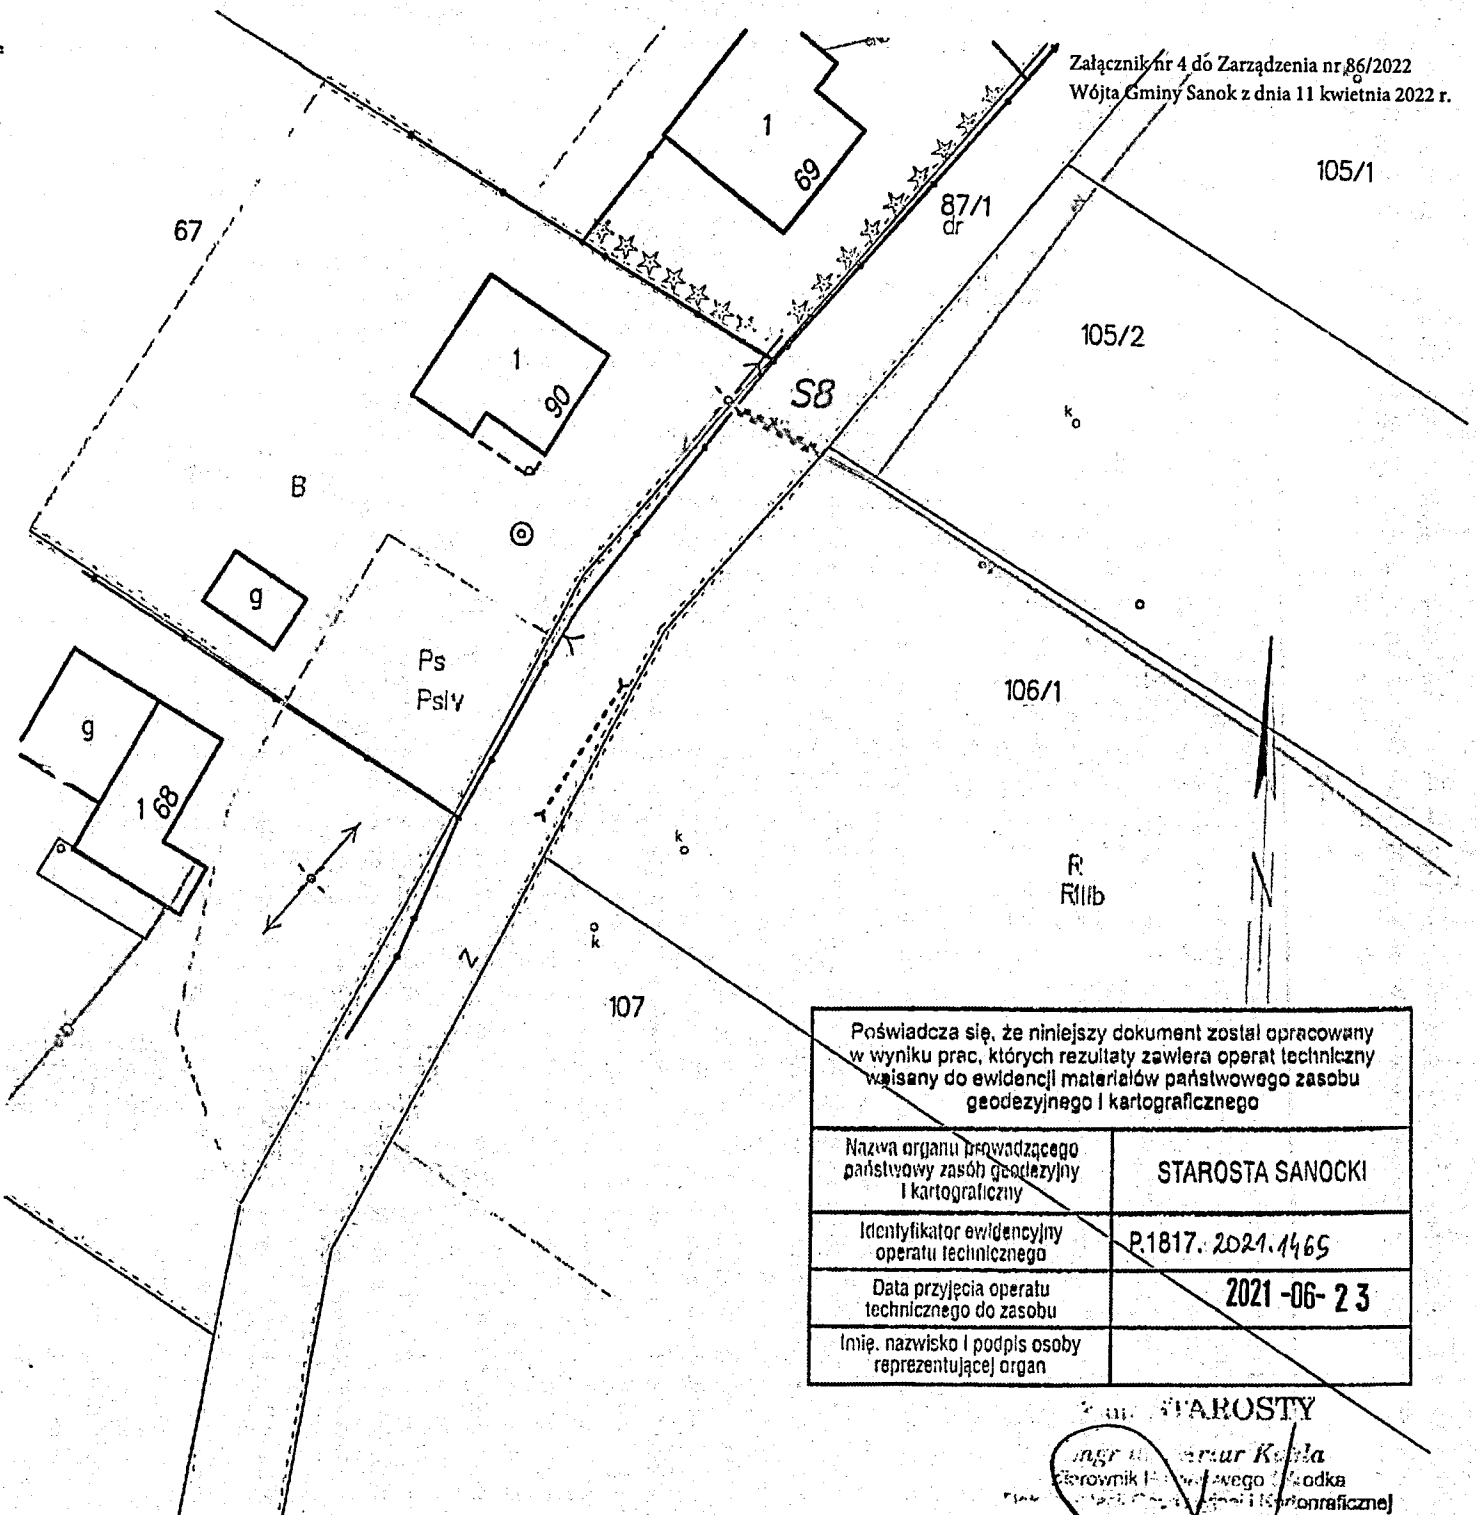 Załącznik nr 4 do Zarządzenia nr 86/2022
Wójta Gminy Sanok z dnia 11 kwietnia 2022 r.
1
69
105/1
87/1
dr
67
105/2
1
90
S8
k
B
g
Ps
PsIV
106/1
g
1 68
k
R
RIIIb
k
z
N
107
Poświadcza się, że niniejszy dokument został opracowany
w wyniku prac, których rezultaty zawiera operat techniczny
wpisany do ewidencji materiałów państwowego zasobu
geodezyjnego i kartograficznego
Nazwa organu prowadzącego
państwowy zasób geodezyjny
i kartograficzny
STAROSTA SANOCKI
Identyfikator ewidencyjny
operatu technicznego
P.1817. 2021.1465
Data przyjęcia operatu
technicznego do zasobu
2021 -06- 23
Imię, nazwisko i podpis osoby
reprezentującej organ
STAROSTY
mgr
Kierownik
i Kartograficznej